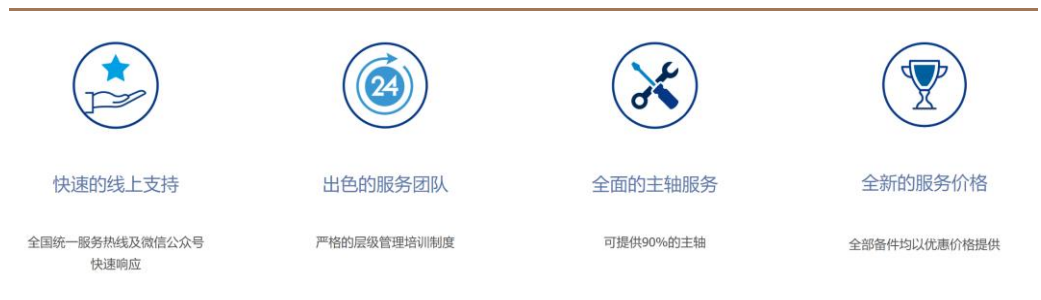 24
快速的线上支持
出色的服务团队
全面的主轴服务
全新的服务价格
全国统一服务热线及微信公众号
快速响应
严格的层级管理培训制度
可提供90%的主轴
全部备件均以优惠价格提供